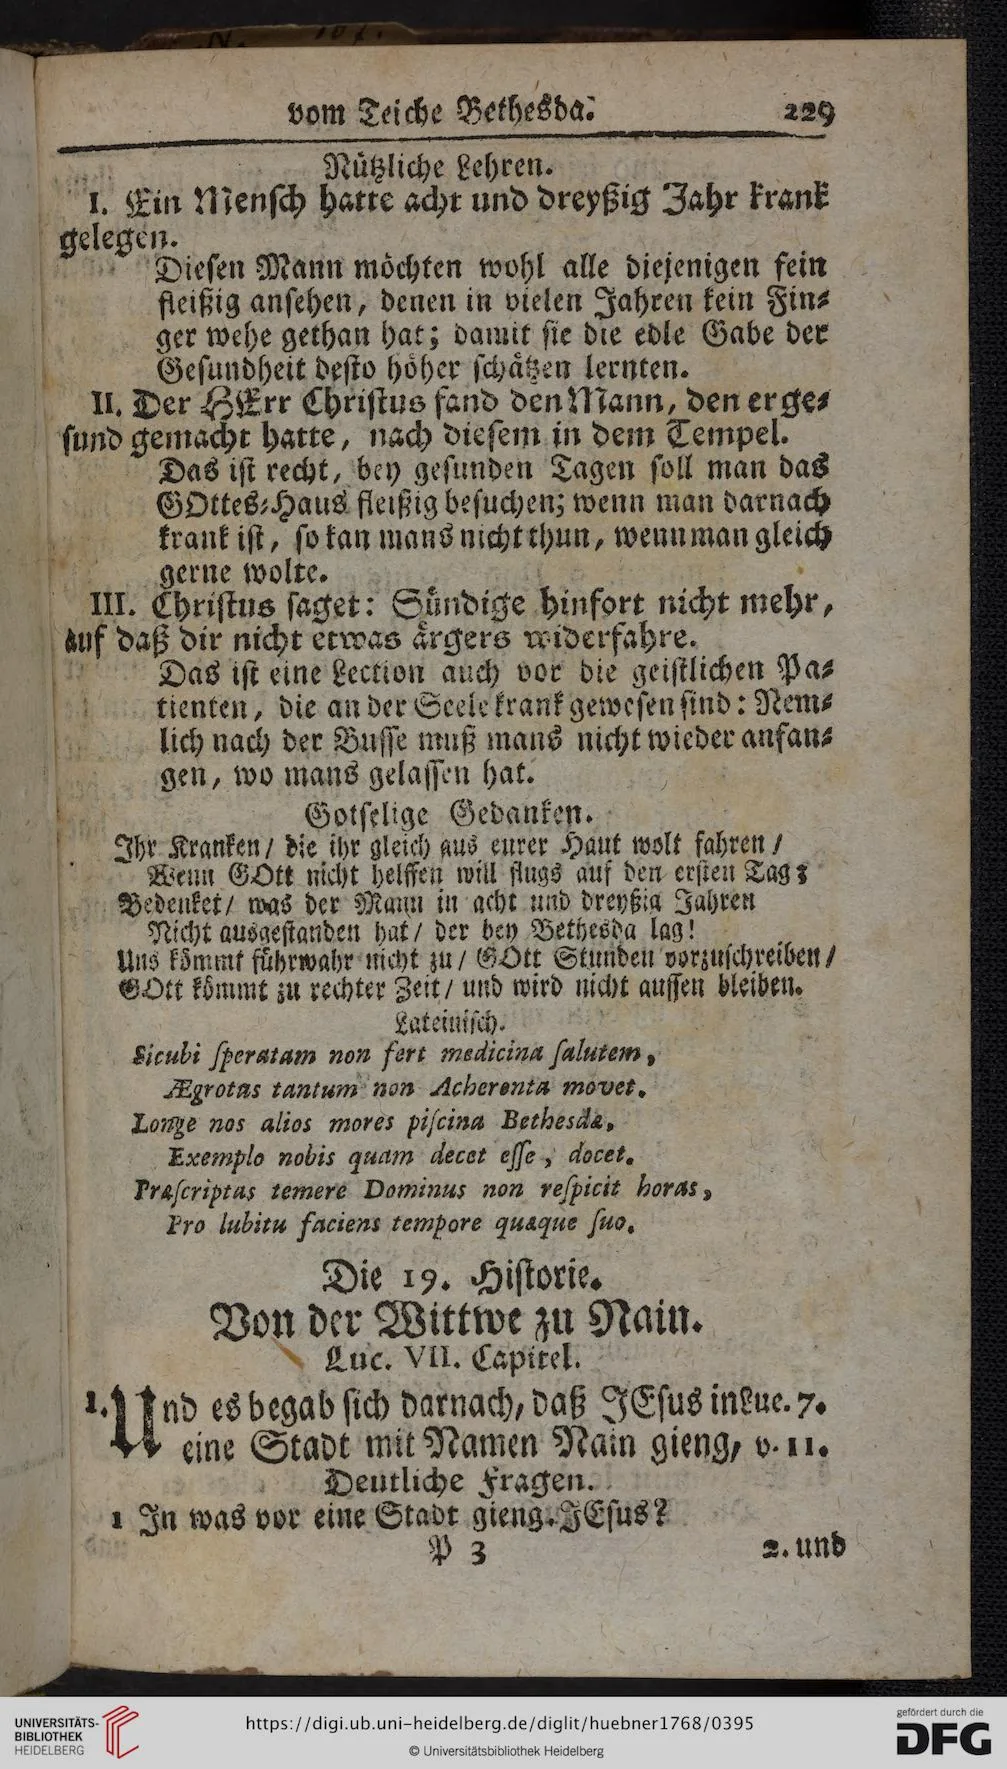 vom Teiche Bethesda. 229
Nützliche Lehren.
I. Ein Mensch hatte acht und dreyßig Jahr krank
gelegen.
Diesen Mann möchten wohl alle diejenigen fein
fleißig ansehen, denen in vielen Jahren kein Fin-
ger wehe gethan hat; damit sie die edle Gabe der
Gesundheit desto höher schätzen lernten.
II. Der HErr Christus fand den Mann, den er ge-
sund gemacht hatte, nach diesem in dem Tempel.
Das ist recht, bey gesunden Tagen soll man das
GOttes-Haus fleißig besuchen; wenn man darnach
krank ist, so kan mans nicht thun, wenn man gleich
gerne wolte.
III. Christus saget: Sündige hinfort nicht mehr,
auf daß dir nicht etwas ärgers widerfahre.
Das ist eine Lection auch vor die geistlichen Pa-
tienten, die an der Seele krank gewesen sind: Nem-
lich nach der Busse muß mans nicht wieder anfan-
gen, wo mans gelassen hat.
Gotselige Gedanken.
Ihr Kranken/ die ihr gleich aus eurer Haut wolt fahren/
Wenn GOtt nicht helffen will flugs auf den ersten Tag;
Bedenket/ was der Mann in acht und dreyßig Jahren
Nicht ausgestanden hat/ der bey Bethesda lag!
Uns kömmt führwahr nicht zu/ GOtt Stunden vorzuschreiben/
GOtt kömmt zu rechter Zeit/ und wird nicht aussen bleiben.
Lateinisch.
Sicubi speratam non fert medicina salutem,
Ægrotas tantum non Acheronta movet.
Longe nos alios mores piscina Bethesdæ,
Exemplo nobis quam decet esse, docet.
Præscriptas temere Dominus non respicit horas,
Pro lubitu faciens tempore quæque suo.
Die 19. Historie.
Von der Wittwe zu Nain.
Luc. VII. Capitel.
1. Und es begab sich darnach, daß JEsus in Luc. 7.
eine Stadt mit Namen Nain gieng, v. 11.
Deutliche Fragen.
1 In was vor eine Stadt gieng JEsus?
P 3 2. und
UNIVERSITÄTS-
BIBLIOTHEK
HEIDELBERG
https://digi.ub.uni-heidelberg.de/diglit/huebner1768/0395
© Universitätsbibliothek Heidelberg
gefördert durch die
DFG